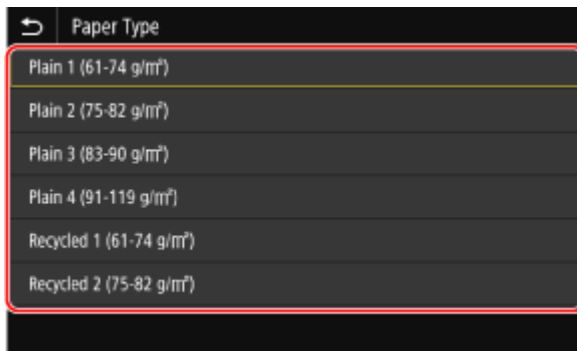 Paper Type
Plain 1 (61-74 g/m²)
Plain 2 (75-82 g/m²)
Plain 3 (83-90 g/m²)
Plain 4 (91-119 g/m²)
Recycled 1 (61-74 g/m²)
Recycled 2 (75-82 g/m²)